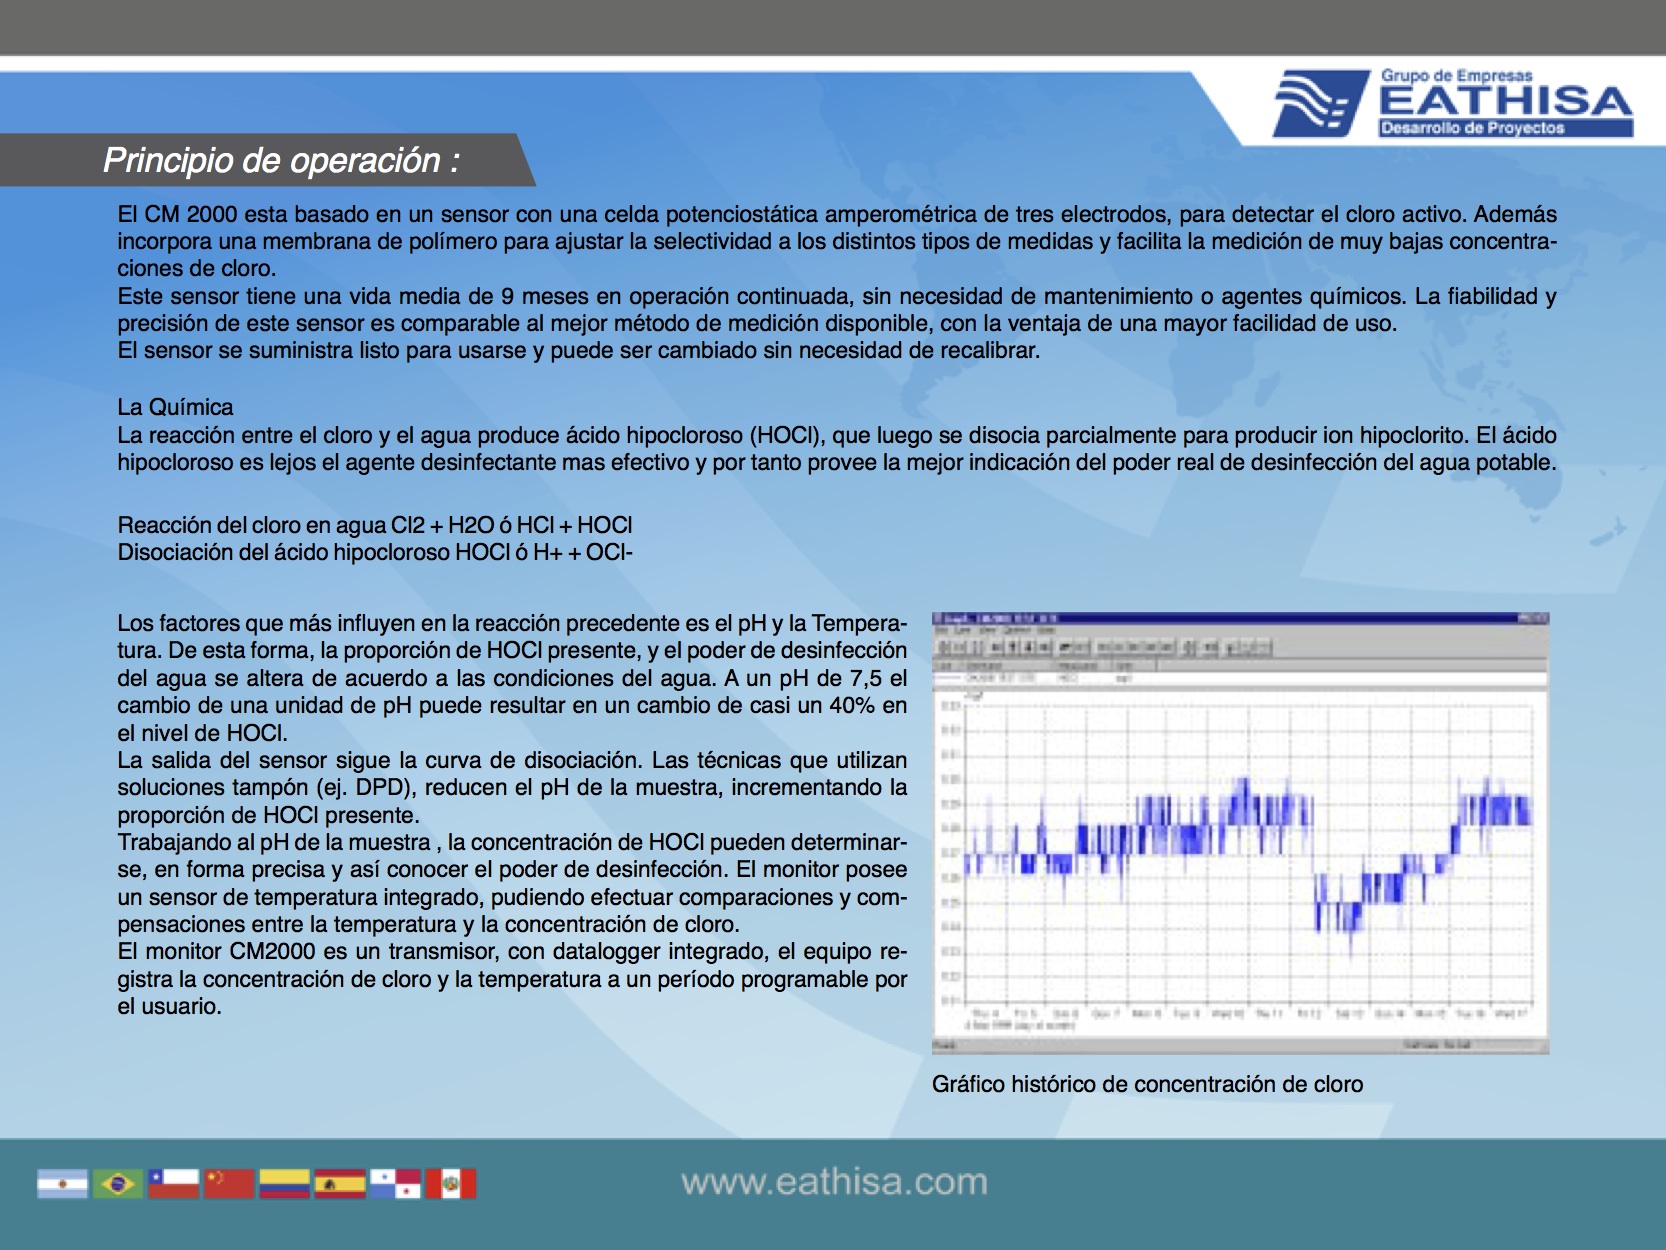 Grupo de Empresas
EATHISA
Desarrollo de Proyectos
Principio de operación :
El CM 2000 esta basado en un sensor con una celda potenciostática amperométrica de tres electrodos, para detectar el cloro activo. Además
incorpora una membrana de polímero para ajustar la selectividad a los distintos tipos de medidas y facilita la medición de muy bajas concentra-
ciones de cloro.
Este sensor tiene una vida media de 9 meses en operación continuada, sin necesidad de mantenimiento o agentes químicos. La fiabilidad y
precisión de este sensor es comparable al mejor método de medición disponible, con la ventaja de una mayor facilidad de uso.
El sensor se suministra listo para usarse y puede ser cambiado sin necesidad de recalibrar.
La Química
La reacción entre el cloro y el agua produce ácido hipocloroso (HOCl), que luego se disocia parcialmente para producir ion hipoclorito. El ácido
hipocloroso es lejos el agente desinfectante mas efectivo y por tanto provee la mejor indicación del poder real de desinfección del agua potable.
Reacción del cloro en agua Cl2 + H2O ó HCl + HOCl
Disociación del ácido hipocloroso HOCl ó H+ + OCl-
Los factores que más influyen en la reacción precedente es el pH y la Tempera-
tura. De esta forma, la proporción de HOCl presente, y el poder de desinfección
del agua se altera de acuerdo a las condiciones del agua. A un pH de 7,5 el
cambio de una unidad de pH puede resultar en un cambio de casi un 40% en
el nivel de HOCl.
La salida del sensor sigue la curva de disociación. Las técnicas que utilizan
soluciones tampón (ej. DPD), reducen el pH de la muestra, incrementando la
proporción de HOCl presente.
Trabajando al pH de la muestra , la concentración de HOCl pueden determinar-
se, en forma precisa y así conocer el poder de desinfección. El monitor posee
un sensor de temperatura integrado, pudiendo efectuar comparaciones y com-
pensaciones entre la temperatura y la concentración de cloro.
El monitor CM2000 es un transmisor, con datalogger integrado, el equipo re-
gistra la concentración de cloro y la temperatura a un período programable por
el usuario.
Gráfico histórico de concentración de cloro
www.eathisa.com